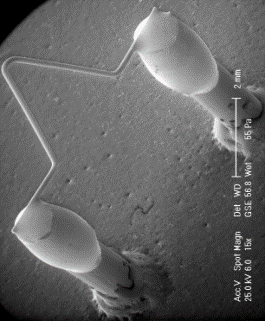 Acc.V Spot Magn Det WD 2 mm
25.0 kV 6.0 15x GSE 56.8 Wet 55 Pa